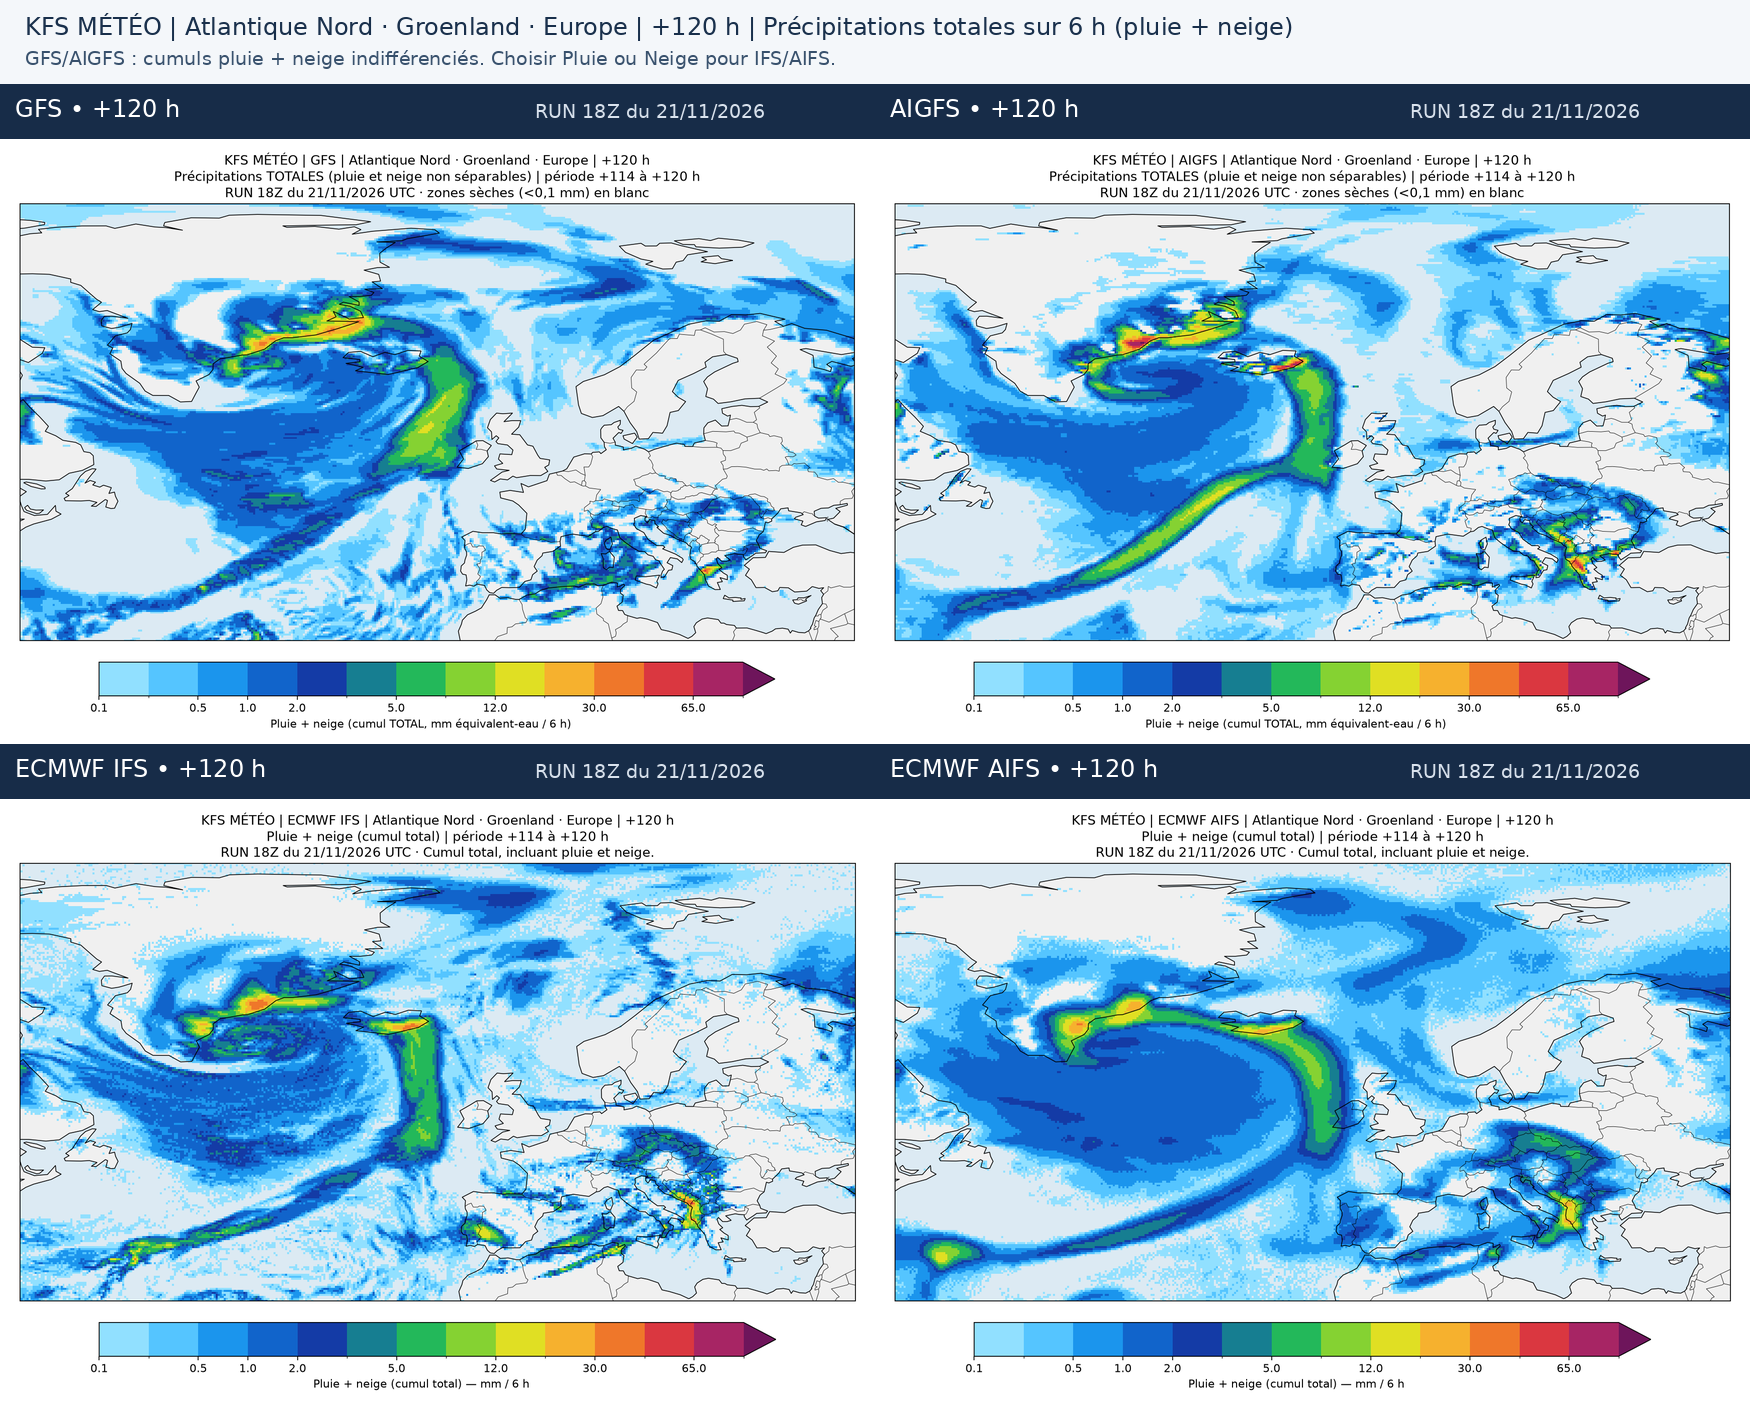 KFS MÉTÉO | Atlantique Nord · Groenland · Europe | +120 h | Précipitations totales sur 6 h (pluie + neige)
GFS/AIGFS : cumuls pluie + neige indifférenciés. Choisir Pluie ou Neige pour IFS/AIFS.
GFS • +120 h RUN 18Z du 21/11/2026
KFS MÉTÉO | GFS | Atlantique Nord · Groenland · Europe | +120 h
Précipitations TOTALES (pluie et neige non séparables) | période +114 à +120 h
RUN 18Z du 21/11/2026 UTC · zones sèches (<0,1 mm) en blanc
0.1 0.5 1.0 2.0 5.0 12.0 30.0 65.0
Pluie + neige (cumul TOTAL, mm équivalent-eau / 6 h)
AIGFS • +120 h RUN 18Z du 21/11/2026
KFS MÉTÉO | AIGFS | Atlantique Nord · Groenland · Europe | +120 h
Précipitations TOTALES (pluie et neige non séparables) | période +114 à +120 h
RUN 18Z du 21/11/2026 UTC · zones sèches (<0,1 mm) en blanc
0.1 0.5 1.0 2.0 5.0 12.0 30.0 65.0
Pluie + neige (cumul TOTAL, mm équivalent-eau / 6 h)
ECMWF IFS • +120 h RUN 18Z du 21/11/2026
KFS MÉTÉO | ECMWF IFS | Atlantique Nord · Groenland · Europe | +120 h
Pluie + neige (cumul total) | période +114 à +120 h
RUN 18Z du 21/11/2026 UTC · Cumul total, incluant pluie et neige.
0.1 0.5 1.0 2.0 5.0 12.0 30.0 65.0
Pluie + neige (cumul total) — mm / 6 h
ECMWF AIFS • +120 h RUN 18Z du 21/11/2026
KFS MÉTÉO | ECMWF AIFS | Atlantique Nord · Groenland · Europe | +120 h
Pluie + neige (cumul total) | période +114 à +120 h
RUN 18Z du 21/11/2026 UTC · Cumul total, incluant pluie et neige.
0.1 0.5 1.0 2.0 5.0 12.0 30.0 65.0
Pluie + neige (cumul total) — mm / 6 h